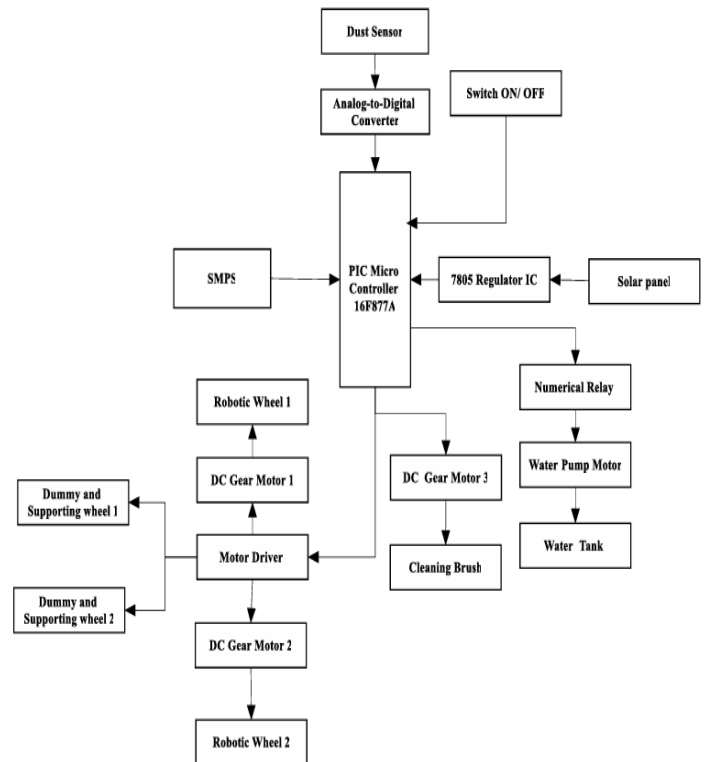 Dust Sensor
Analog-to-Digital
Converter
Switch ON/ OFF
PIC Micro
Controller
16F877A
SMPS
7805 Regulator IC
Solar panel
Numerical Relay
Water Pump Motor
Water Tank
Robotic Wheel 1
DC Gear Motor 1
DC Gear Motor 3
Cleaning Brush
Dummy and
Supporting wheel 1
Motor Driver
Dummy and
Supporting wheel 2
DC Gear Motor 2
Robotic Wheel 2